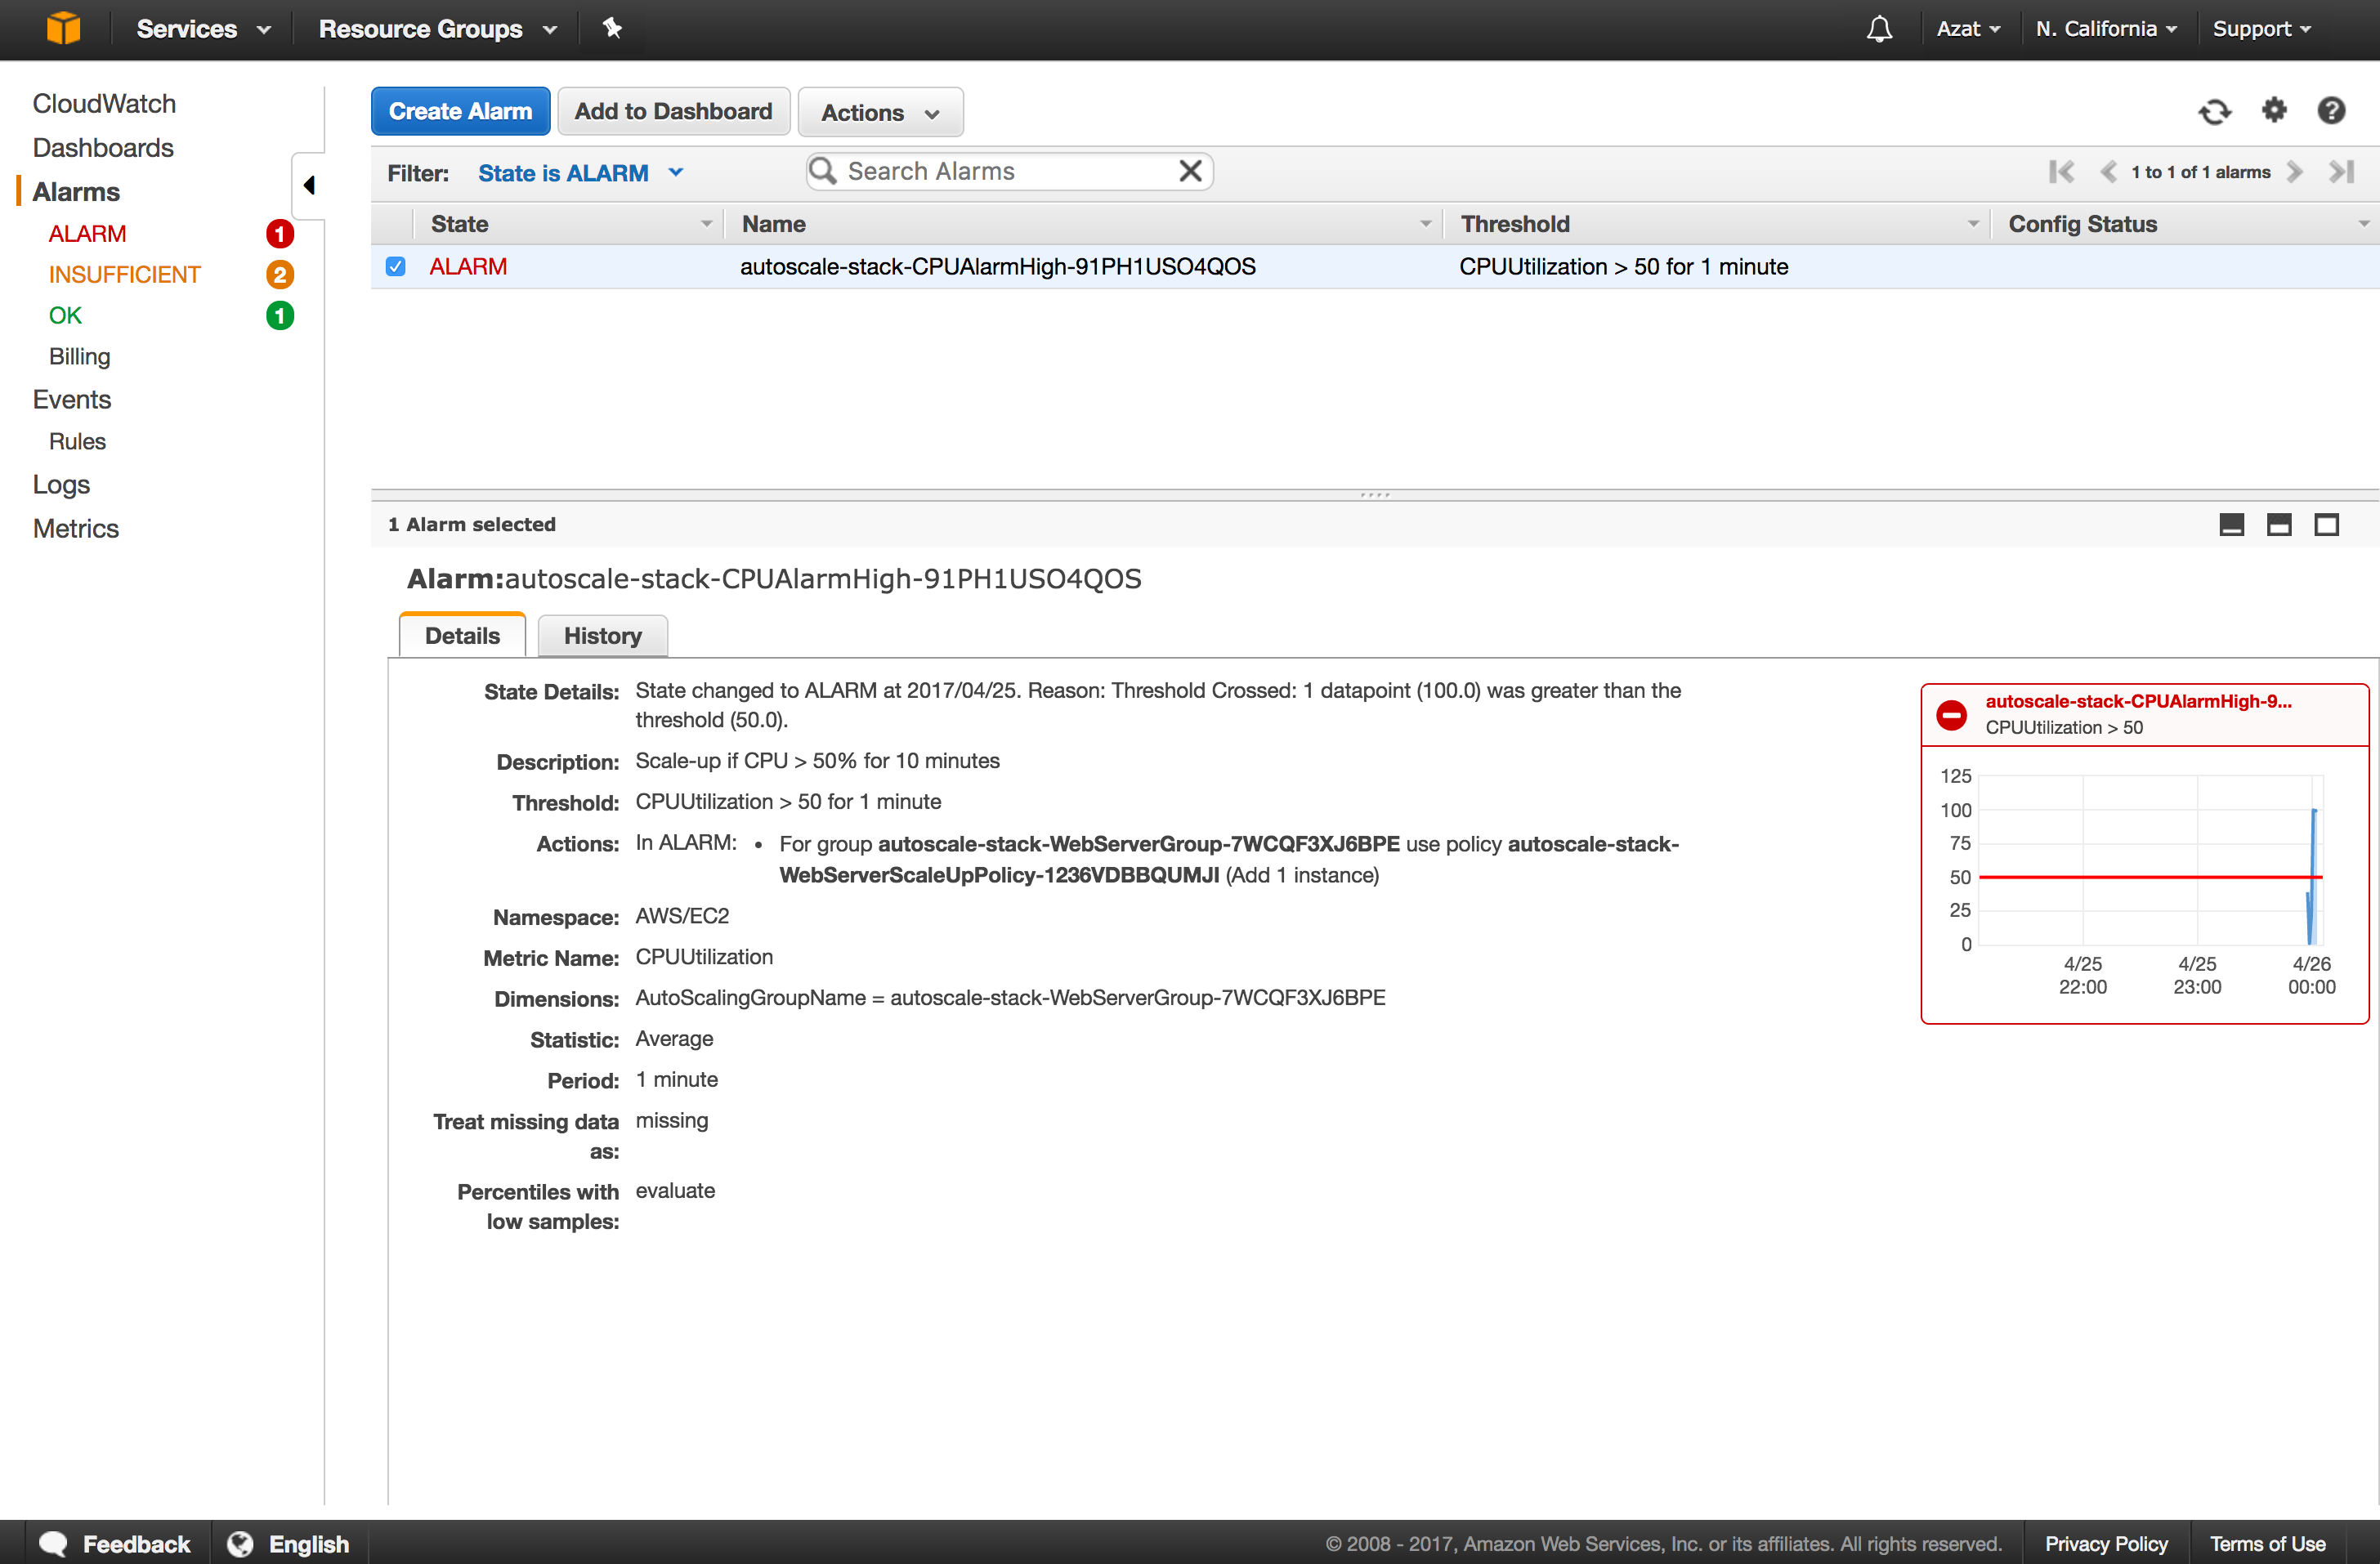 Services
Resource Groups
Azat
N. California
Support
CloudWatch
Dashboards
Alarms
ALARM 1
INSUFFICIENT 2
OK 1
Billing
Events
Rules
Logs
Metrics
Create Alarm
Add to Dashboard
Actions
Filter: State is ALARM
Search Alarms
1 to 1 of 1 alarms
State Name Threshold Config Status
ALARM autoscale-stack-CPUAlarmHigh-91PH1USO4QOS CPUUtilization > 50 for 1 minute
1 Alarm selected
Alarm:autoscale-stack-CPUAlarmHigh-91PH1USO4QOS
Details
History
State Details: State changed to ALARM at 2017/04/25. Reason: Threshold Crossed: 1 datapoint (100.0) was greater than the
threshold (50.0).
Description: Scale-up if CPU > 50% for 10 minutes
Threshold: CPUUtilization > 50 for 1 minute
Actions: In ALARM: • For group autoscale-stack-WebServerGroup-7WCQF3XJ6BPE use policy autoscale-stack-
WebServerScaleUpPolicy-1236VDBBQUMJI (Add 1 instance)
Namespace: AWS/EC2
Metric Name: CPUUtilization
Dimensions: AutoScalingGroupName = autoscale-stack-WebServerGroup-7WCQF3XJ6BPE
Statistic: Average
Period: 1 minute
Treat missing data missing
as:
Percentiles with evaluate
low samples:
autoscale-stack-CPUAlarmHigh-9...
CPUUtilization > 50
125
100
75
50
25
0
4/25 4/25 4/26
22:00 23:00 00:00
Feedback
English
© 2008 - 2017, Amazon Web Services, Inc. or its affiliates. All rights reserved.
Privacy Policy
Terms of Use